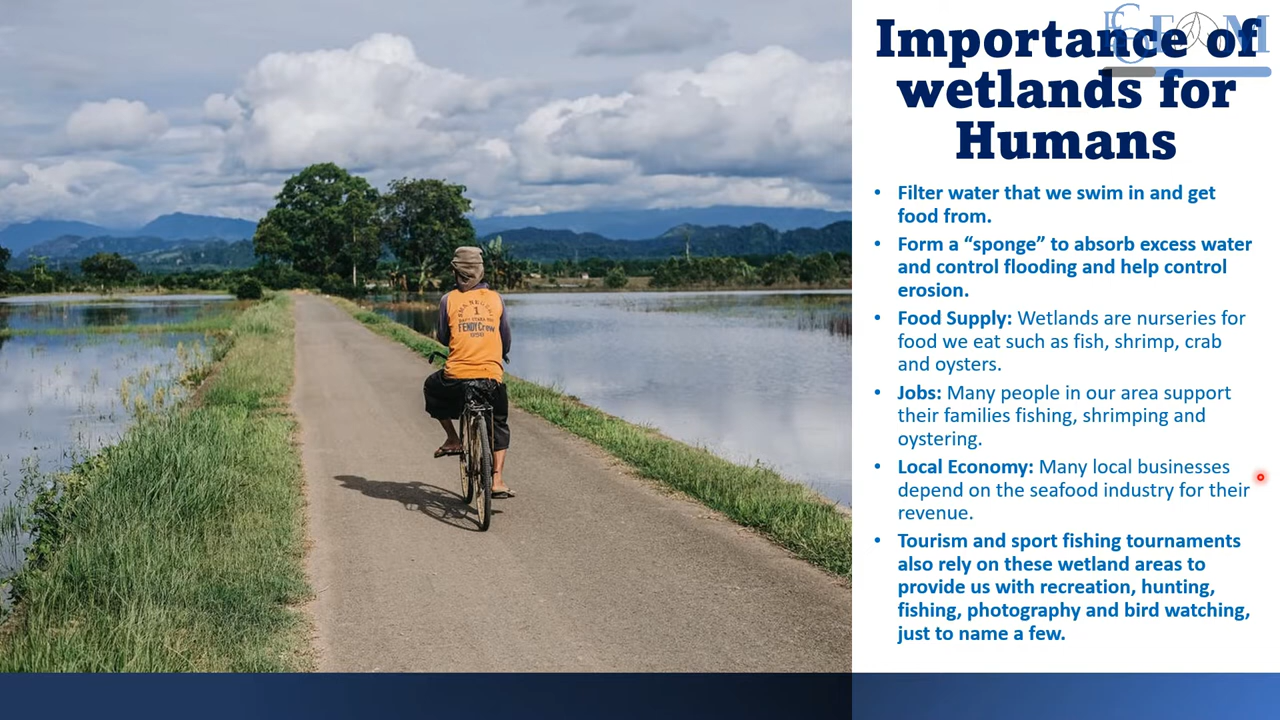 Importance of
wetlands for
Humans
• Filter water that we swim in and get
food from.
• Form a “sponge” to absorb excess water
and control flooding and help control
erosion.
• Food Supply: Wetlands are nurseries for
food we eat such as fish, shrimp, crab
and oysters.
• Jobs: Many people in our area support
their families fishing, shrimping and
oystering.
• Local Economy: Many local businesses
depend on the seafood industry for their
revenue.
• Tourism and sport fishing tournaments
also rely on these wetland areas to
provide us with recreation, hunting,
fishing, photography and bird watching,
just to name a few.
1
FENDY Crew